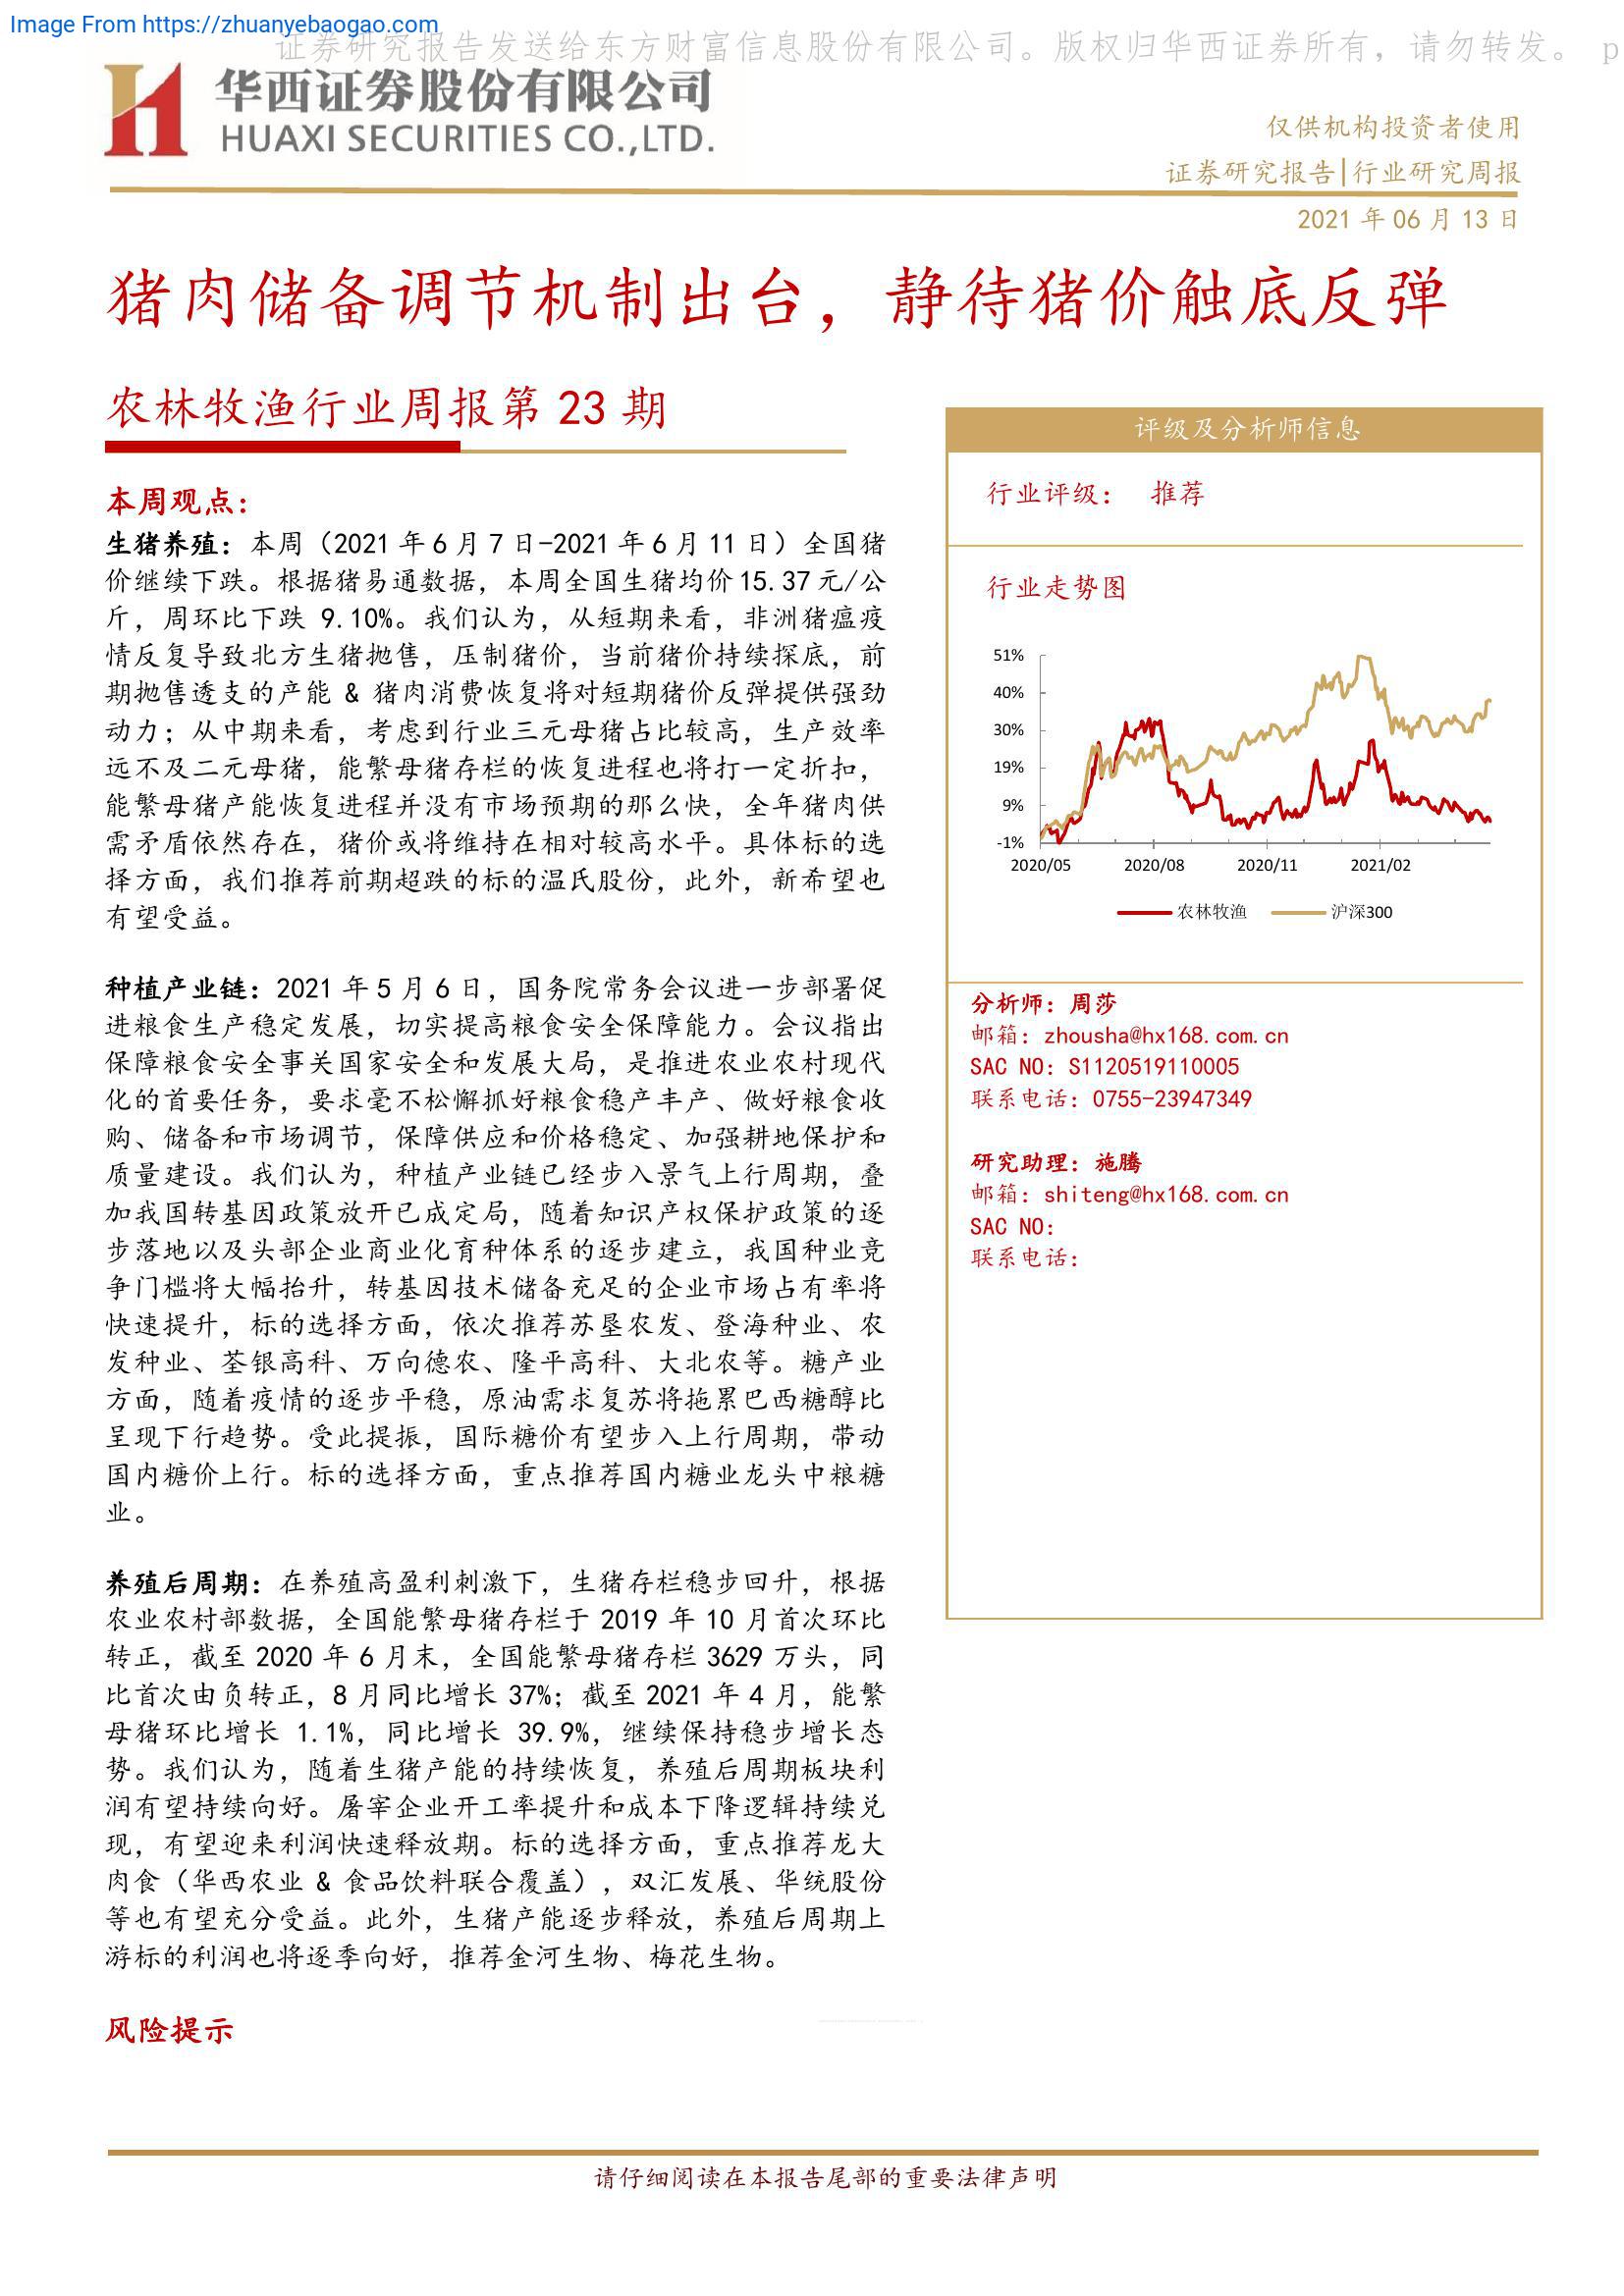 Image From https://zhuanyebaogao.com
证券研究报告发送给东方财富信息股份有限公司。版权归华西证券所有，请勿转发。 p
华西证券股份有限公司
HUAXI SECURITIES CO.,LTD.
仅供机构投资者使用
证券研究报告|行业研究周报
2021 年 06 月 13 日
猪肉储备调节机制出台，静待猪价触底反弹
农林牧渔行业周报第 23 期
本周观点：
生猪养殖：本周（2021 年 6 月 7 日-2021 年 6 月 11 日）全国猪
价继续下跌。根据猪易通数据，本周全国生猪均价 15.37 元/公
斤，周环比下跌 9.10%。我们认为，从短期来看，非洲猪瘟疫
情反复导致北方生猪抛售，压制猪价，当前猪价持续探底，前
期抛售透支的产能 & 猪肉消费恢复将对短期猪价反弹提供强劲
动力；从中期来看，考虑到行业三元母猪占比较高，生产效率
远不及二元母猪，能繁母猪存栏的恢复进程也将打一定折扣，
能繁母猪产能恢复进程并没有市场预期的那么快，全年猪肉供
需矛盾依然存在，猪价或将维持在相对较高水平。具体标的选
择方面，我们推荐前期超跌的标的温氏股份，此外，新希望也
有望受益。
种植产业链：2021 年 5 月 6 日，国务院常务会议进一步部署促
进粮食生产稳定发展，切实提高粮食安全保障能力。会议指出
保障粮食安全事关国家安全和发展大局，是推进农业农村现代
化的首要任务，要求毫不松懈抓好粮食稳产丰产、做好粮食收
购、储备和市场调节，保障供应和价格稳定、加强耕地保护和
质量建设。我们认为，种植产业链已经步入景气上行周期，叠
加我国转基因政策放开已成定局，随着知识产权保护政策的逐
步落地以及头部企业商业化育种体系的逐步建立，我国种业竞
争门槛将大幅抬升，转基因技术储备充足的企业市场占有率将
快速提升，标的选择方面，依次推荐苏垦农发、登海种业、农
发种业、荃银高科、万向德农、隆平高科、大北农等。糖产业
方面，随着疫情的逐步平稳，原油需求复苏将拖累巴西糖醇比
呈现下行趋势。受此提振，国际糖价有望步入上行周期，带动
国内糖价上行。标的选择方面，重点推荐国内糖业龙头中粮糖
业。
养殖后周期：在养殖高盈利刺激下，生猪存栏稳步回升，根据
农业农村部数据，全国能繁母猪存栏于 2019 年 10 月首次环比
转正，截至 2020 年 6 月末，全国能繁母猪存栏 3629 万头，同
比首次由负转正，8 月同比增长 37%；截至 2021 年 4 月，能繁
母猪环比增长 1.1%，同比增长 39.9%，继续保持稳步增长态
势。我们认为，随着生猪产能的持续恢复，养殖后周期板块利
润有望持续向好。屠宰企业开工率提升和成本下降逻辑持续兑
现，有望迎来利润快速释放期。标的选择方面，重点推荐龙大
肉食（华西农业 & 食品饮料联合覆盖），双汇发展、华统股份
等也有望充分受益。此外，生猪产能逐步释放，养殖后周期上
游标的利润也将逐季向好，推荐金河生物、梅花生物。
风险提示
评级及分析师信息
行业评级： 推荐
行业走势图
51%
40%
30%
19%
9%
-1%
2020/05 2020/08 2020/11 2021/02
农林牧渔 沪深300
分析师：周莎
邮箱：zhousha@hx168.com.cn
SAC NO：S1120519110005
联系电话：0755-23947349
研究助理：施腾
邮箱：shiteng@hx168.com.cn
SAC NO：
联系电话：
请仔细阅读在本报告尾部的重要法律声明